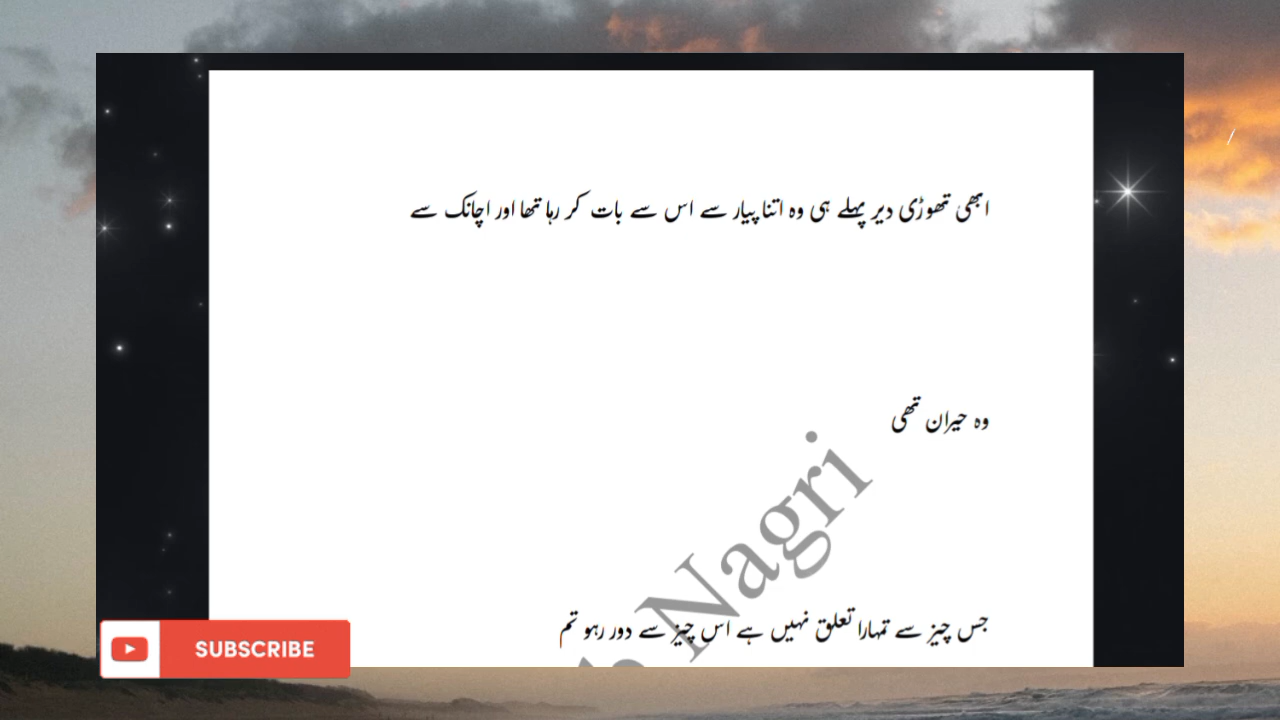 ابھی تھوڑی دیر پہلے ہی وہ اتنا پیار سے اس سے بات کر رہا تھا اور اچانک سے
وہ حیران تھی
Nagri
جس چیز سے تمہارا تعلق نہیں ہے اس چیز سے دور رہو تم
SUBSCRIBE